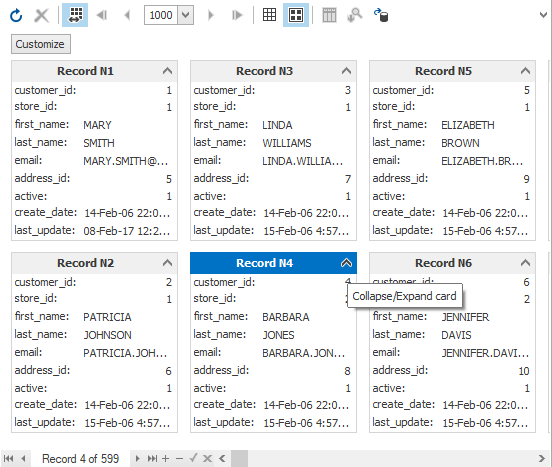 1000
Customize
Record N1
customer_id: 1
store_id: 1
first_name: MARY
last_name: SMITH
email: MARY.SMITH@...
address_id: 5
active: 1
create_date: 14-Feb-06 22:0...
last_update: 08-Feb-17 12:2...
Record N3
customer_id: 3
store_id: 1
first_name: LINDA
last_name: WILLIAMS
email: LINDA.WILLIA...
address_id: 7
active: 1
create_date: 14-Feb-06 22:0...
last_update: 15-Feb-06 4:57...
Record N5
customer_id: 5
store_id: 1
first_name: ELIZABETH
last_name: BROWN
email: ELIZABETH.BR...
address_id: 9
active: 1
create_date: 14-Feb-06 22:0...
last_update: 15-Feb-06 4:57...
Record N2
customer_id: 2
store_id: 1
first_name: PATRICIA
last_name: JOHNSON
email: PATRICIA.JOH...
address_id: 6
active: 1
create_date: 14-Feb-06 22:0...
last_update: 15-Feb-06 4:57...
Record N4
customer_id: 4
Collapse/Expand card
store_id:
first_name: BARBARA
last_name: JONES
email: BARBARA.JON...
address_id: 8
active: 1
create_date: 14-Feb-06 22:0...
last_update: 15-Feb-06 4:57...
Record N6
customer_id: 6
2
first_name: JENNIFER
last_name: DAVIS
email: JENNIFER.DAVI...
address_id: 10
active: 1
create_date: 14-Feb-06 22:0...
last_update: 15-Feb-06 4:57...
Record 4 of 599